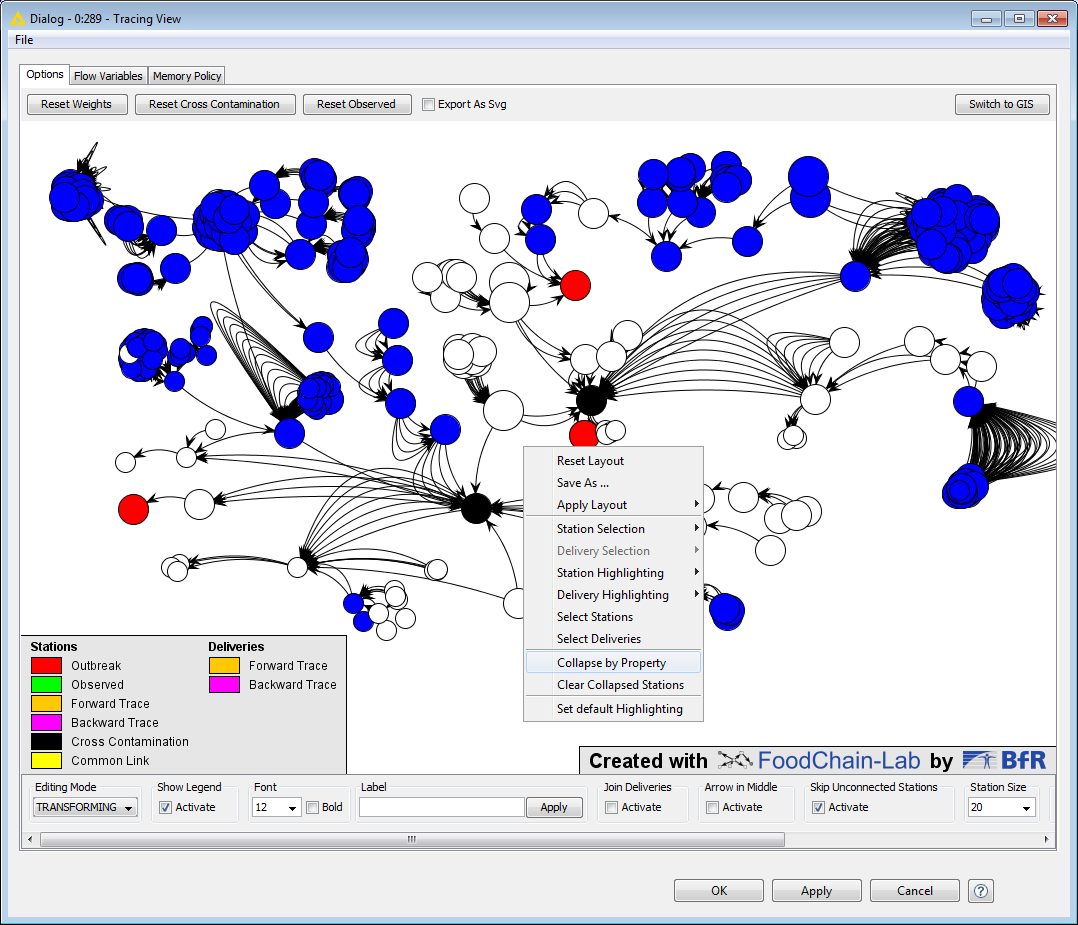 Dialog - 0:289 - Tracing View
File
Options Flow Variables Memory Policy
Reset Weights Reset Cross Contamination Reset Observed Export As Svg Switch to GIS
Reset Layout
Save As ...
Apply Layout
Station Selection
Delivery Selection
Station Highlighting
Delivery Highlighting
Select Stations
Select Deliveries
Collapse by Property
Clear Collapsed Stations
Set default Highlighting
Stations Deliveries
Outbreak Forward Trace
Observed Backward Trace
Forward Trace
Backward Trace
Cross Contamination
Common Link
Created with FoodChain-Lab by BfR
Editing Mode Show Legend Font Label Join Deliveries Arrow in Middle Skip Unconnected Stations Station Size
TRANSFORMING Activate 12 Bold Apply Activate Activate Activate 20
OK Apply Cancel ?